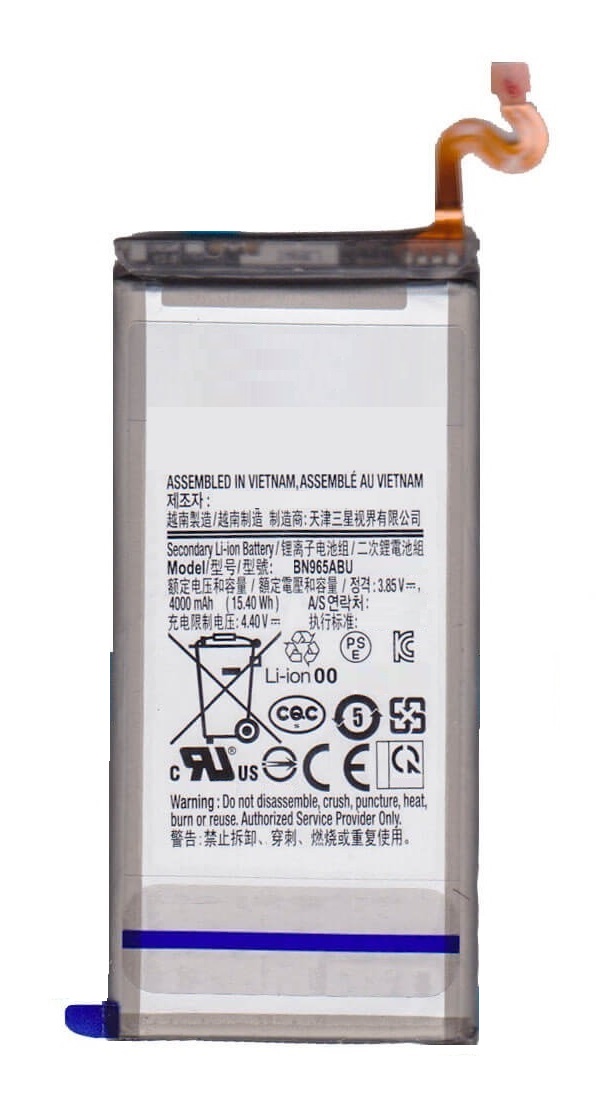 ASSEMBLED IN VIETNAM, ASSEMBLÉ AU VIETNAM
제조자 :
越南製造/越南制造 制造商: 天津三星视界有限公司
Secondary Li-ion Battery / 锂离子电池组 / 二次鋰電池組
Model/型号/型號: BN965ABU
额定电压和容量 / 額定電壓和容量 / 정격 : 3.85 V⎓,
4000 mAh (15.40 Wh) A/S 연락처 :
充电限制电压: 4.40 V⎓ 执行标准:
PS E
Li-ion 00
CQC
S
5
c RU ® US CE
Warning : Do not disassemble, crush, puncture, heat,
burn or reuse. Authorized Service Provider Only.
警告: 禁止拆卸、穿刺、燃烧或重复使用。